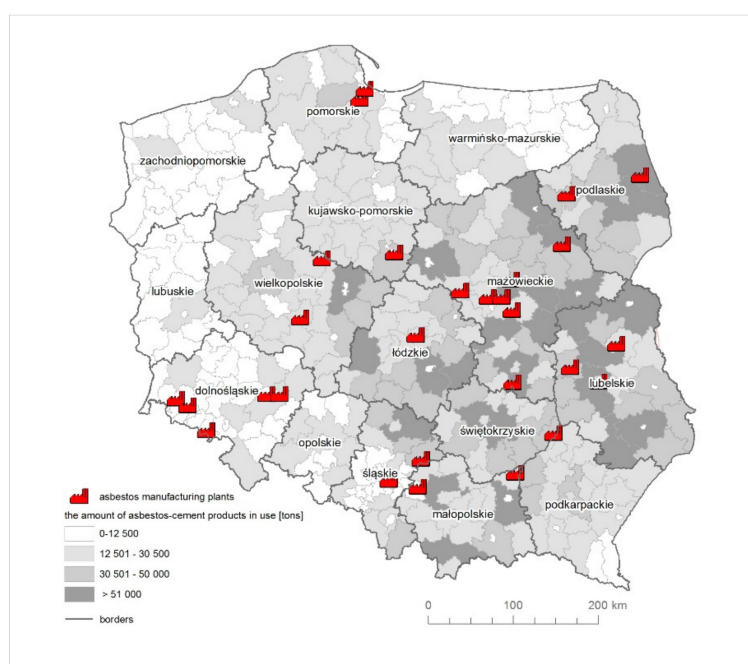 pomorskie
warmińsko-mazurskie
zachodniopomorskie
podlaskie
kujawsko-pomorskie
mazowieckie
wielkopolskie
lubuskie
łódzkie
lubelskie
dolnośląskie
świętokrzyskie
opolskie
śląskie
małopolskie
podkarpackie
asbestos manufacturing plants
the amount of asbestos-cement products in use [tons]
0-12 500
12 501 - 30 500
30 501 - 50 000
> 51 000
borders
0 100 200 km